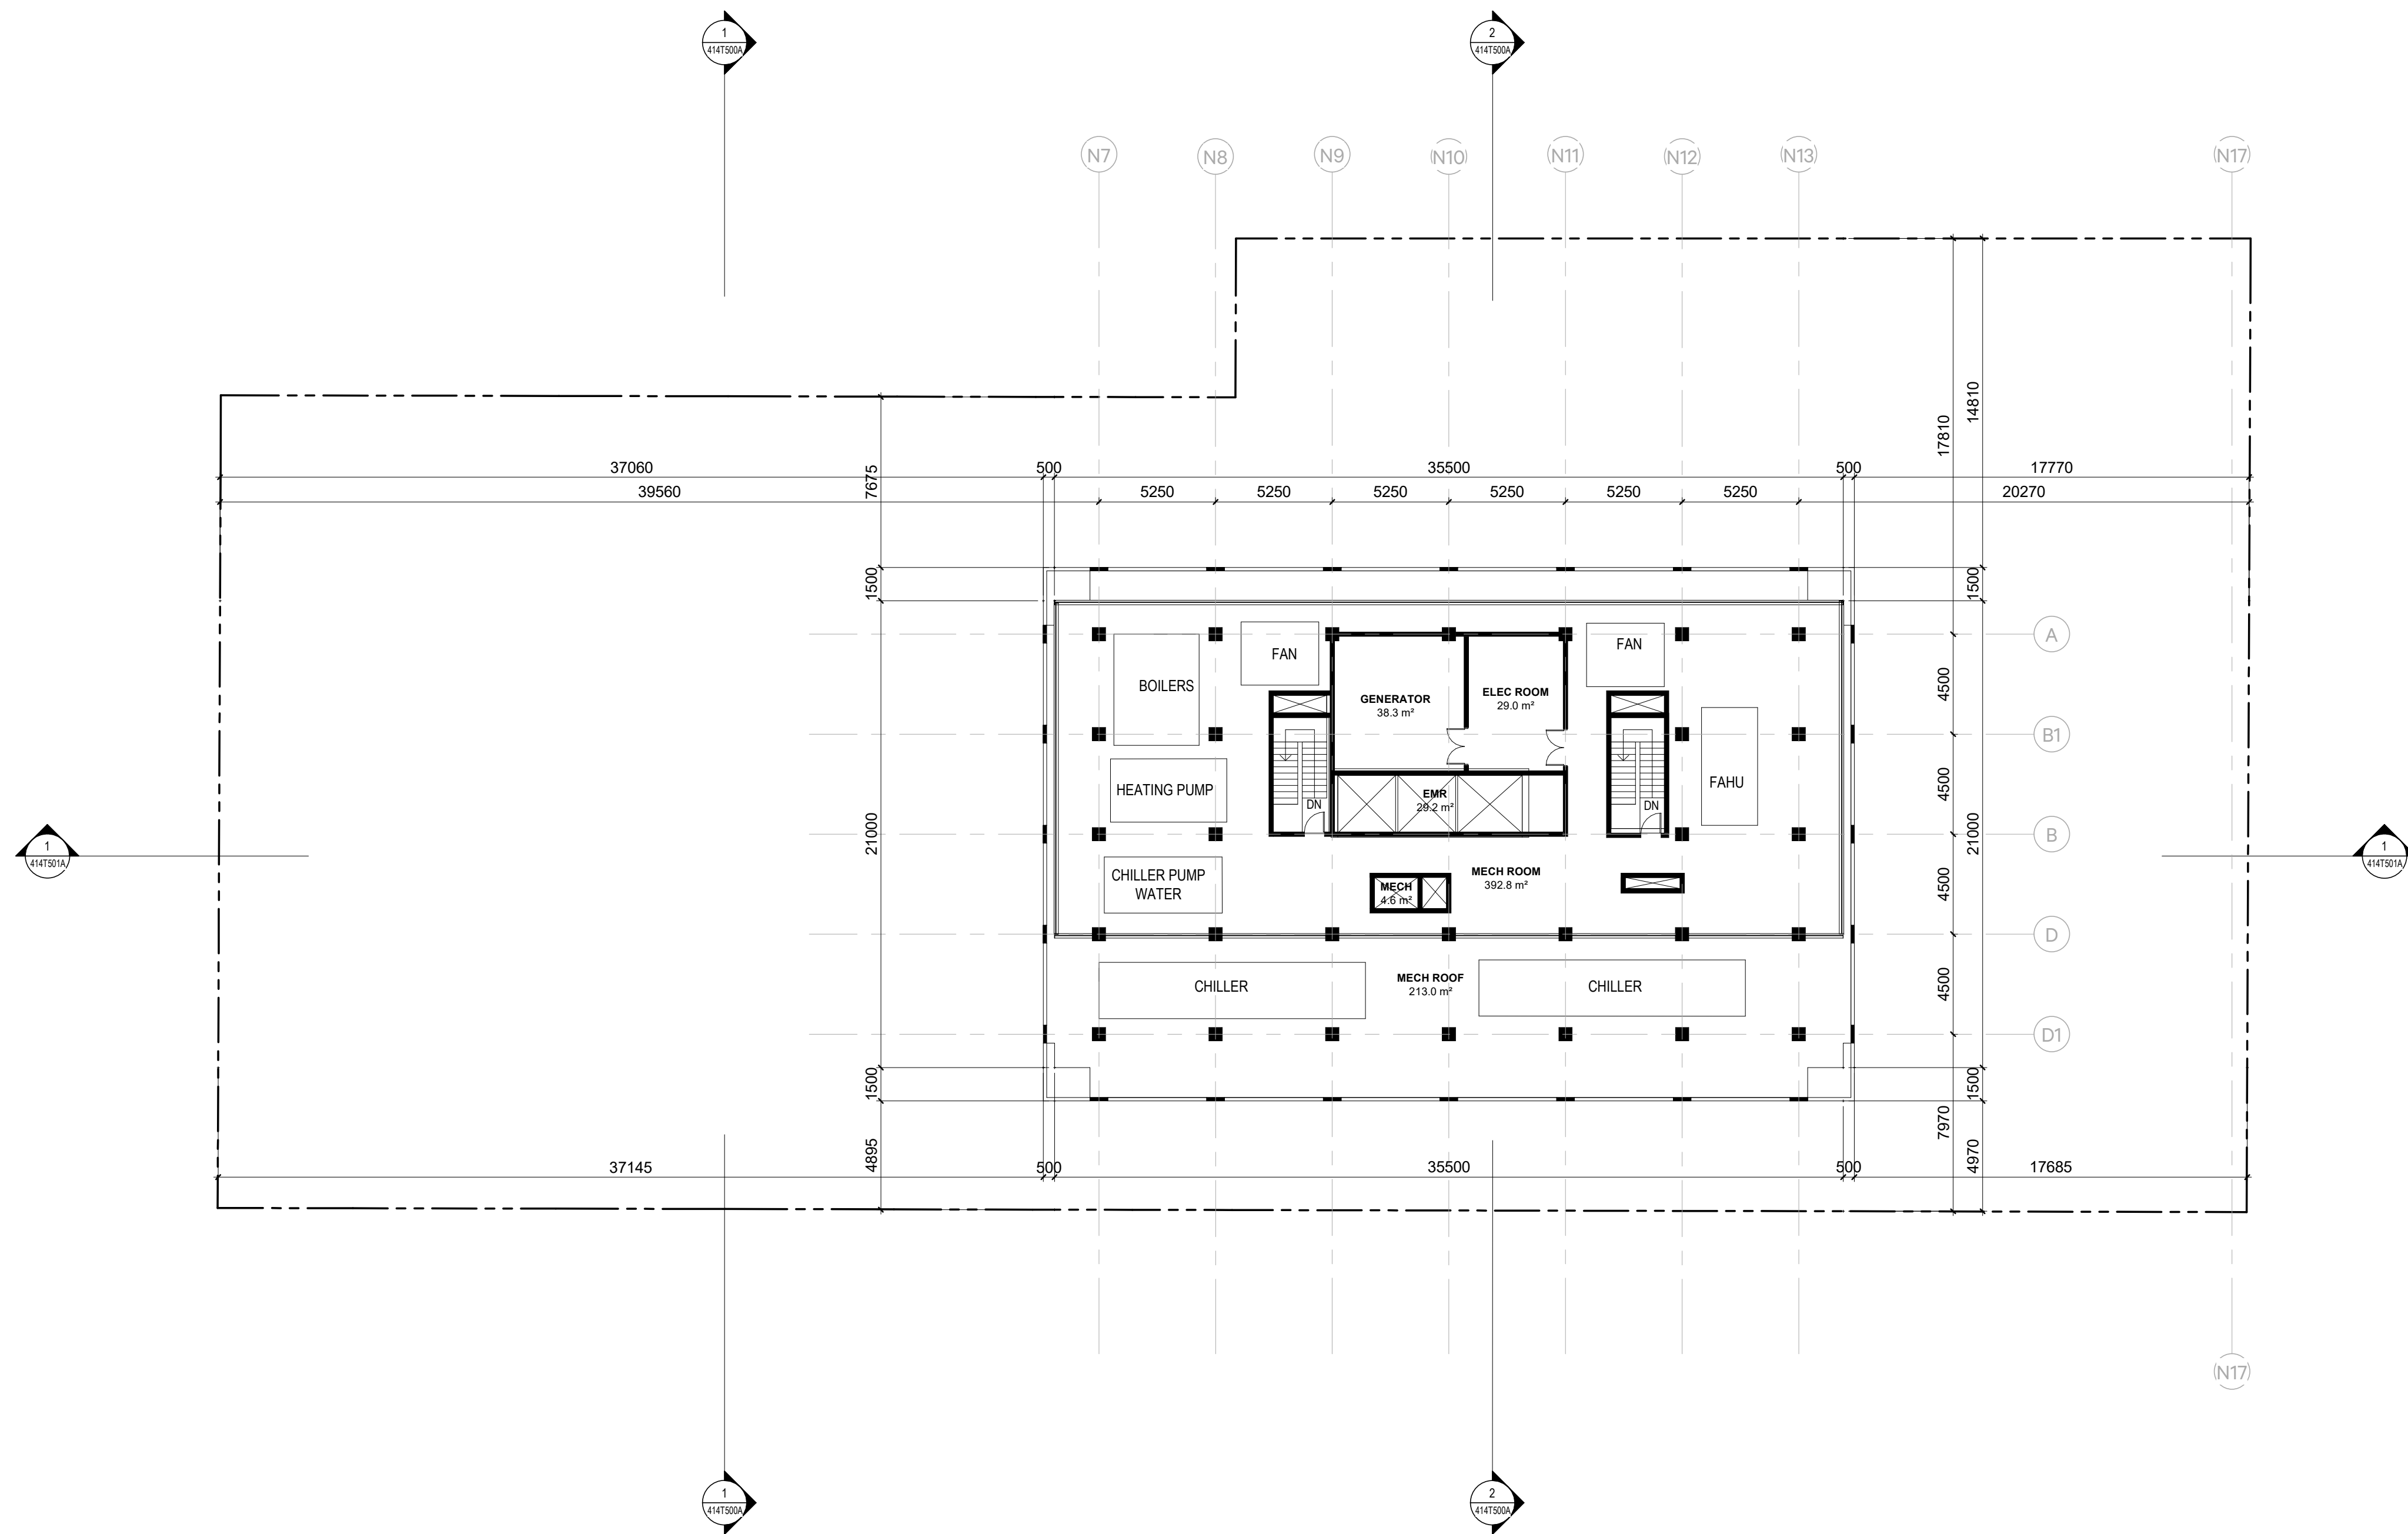 1
414T500A
2
414T500A
N7
N8
N9
N10
N11
N12
N13
N17
14810
17810
37060
500
35500
500
17770
7675
39560
5250
5250
5250
5250
5250
5250
20270
1500
1500
A
FAN
FAN
BOILERS
GENERATOR
38.3 m²
ELEC ROOM
29.0 m²
4500
B1
HEATING PUMP
FAHU
4500
EMR
29.2 m²
DN
DN
21000
21000
B
1
414T501A
1
414T501A
CHILLER PUMP
WATER
MECH
4.6 m²
MECH ROOM
392.8 m²
4500
D
CHILLER
MECH ROOF
213.0 m²
CHILLER
4500
D1
1500
1500
7970
4895
4970
37145
500
35500
500
17685
N17
1
414T500A
2
414T500A